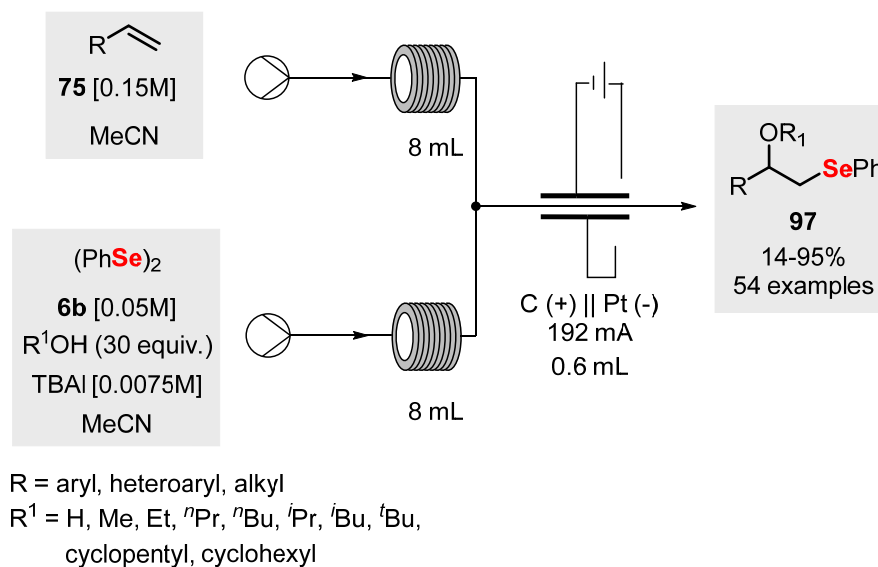 R
75 [0.15M]
MeCN
8 mL
(PhSe)2
6b [0.05M]
R1OH (30 equiv.)
TBAI [0.0075M]
MeCN
8 mL
C (+) || Pt (-)
192 mA
0.6 mL
OR1
R
SePh
97
14-95%
54 examples
R = aryl, heteroaryl, alkyl
R1 = H, Me, Et, nPr, nBu, iPr, iBu, tBu,
cyclopentyl, cyclohexyl